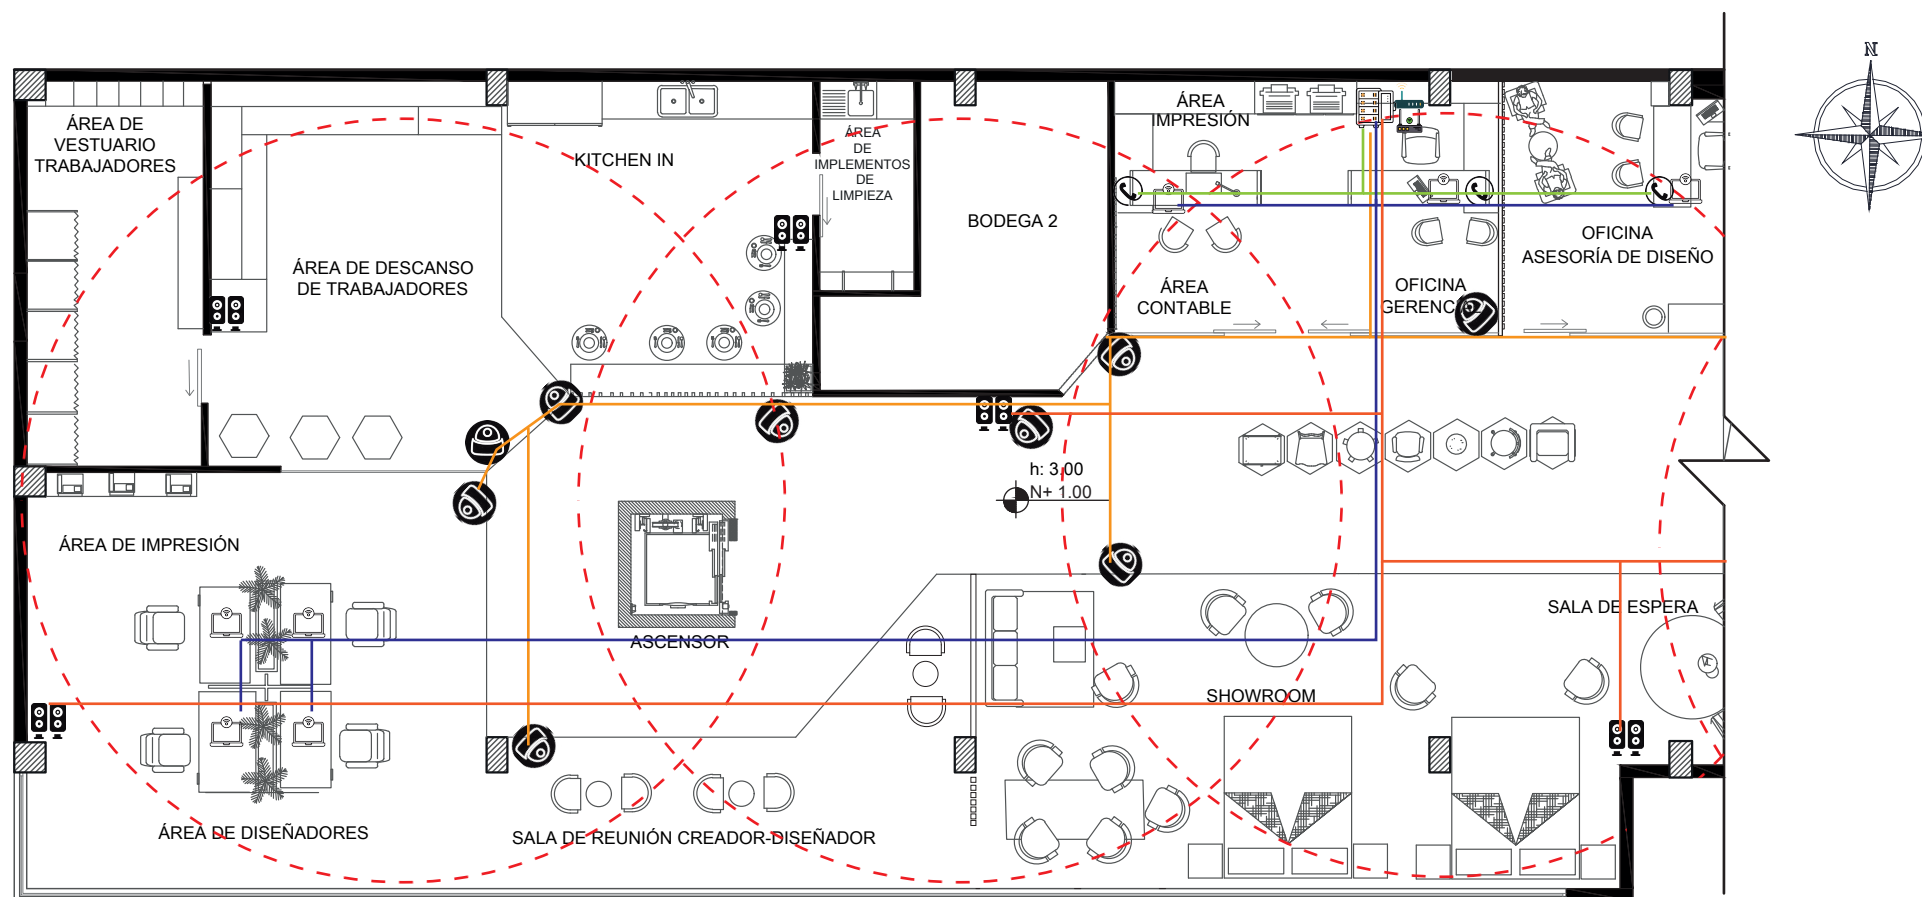 N
ÁREA DE
VESTUARIO
TRABAJADORES
KITCHEN IN
ÁREA
DE
IMPLEMENTOS
DE
LIMPIEZA
ÁREA
IMPRESIÓN
BODEGA 2
OFICINA
ASESORÍA DE DISEÑO
ÁREA DE DESCANSO
DE TRABAJADORES
ÁREA
CONTABLE
OFICINA
GERENCIAL
h: 3.00
N+ 1.00
ÁREA DE IMPRESIÓN
ASCENSOR
SALA DE ESPERA
SHOWROOM
ÁREA DE DISEÑADORES
SALA DE REUNIÓN CREADOR-DISEÑADOR